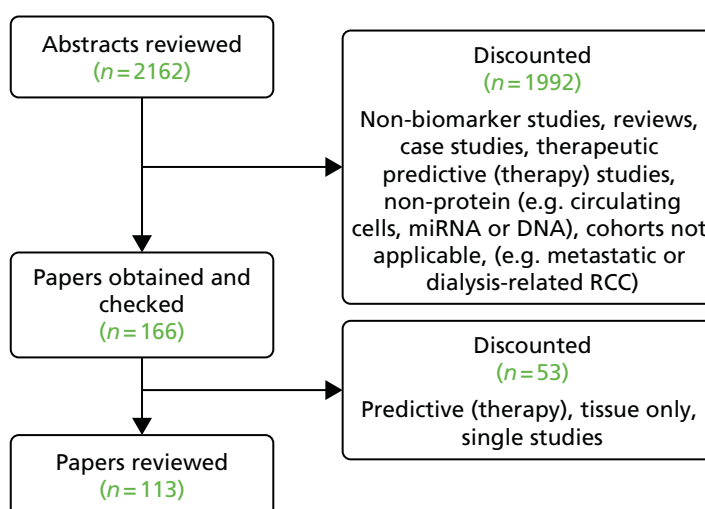 Abstracts reviewed
(n=2162)
Discounted
(n=1992)
Non-biomarker studies, reviews,
case studies, therapeutic
predictive (therapy) studies,
non-protein (e.g. circulating
cells, miRNA or DNA), cohorts not
applicable, (e.g. metastatic or
dialysis-related RCC)
Papers obtained and
checked
(n=166)
Discounted
(n=53)
Predictive (therapy), tissue only,
single studies
Papers reviewed
(n=113)